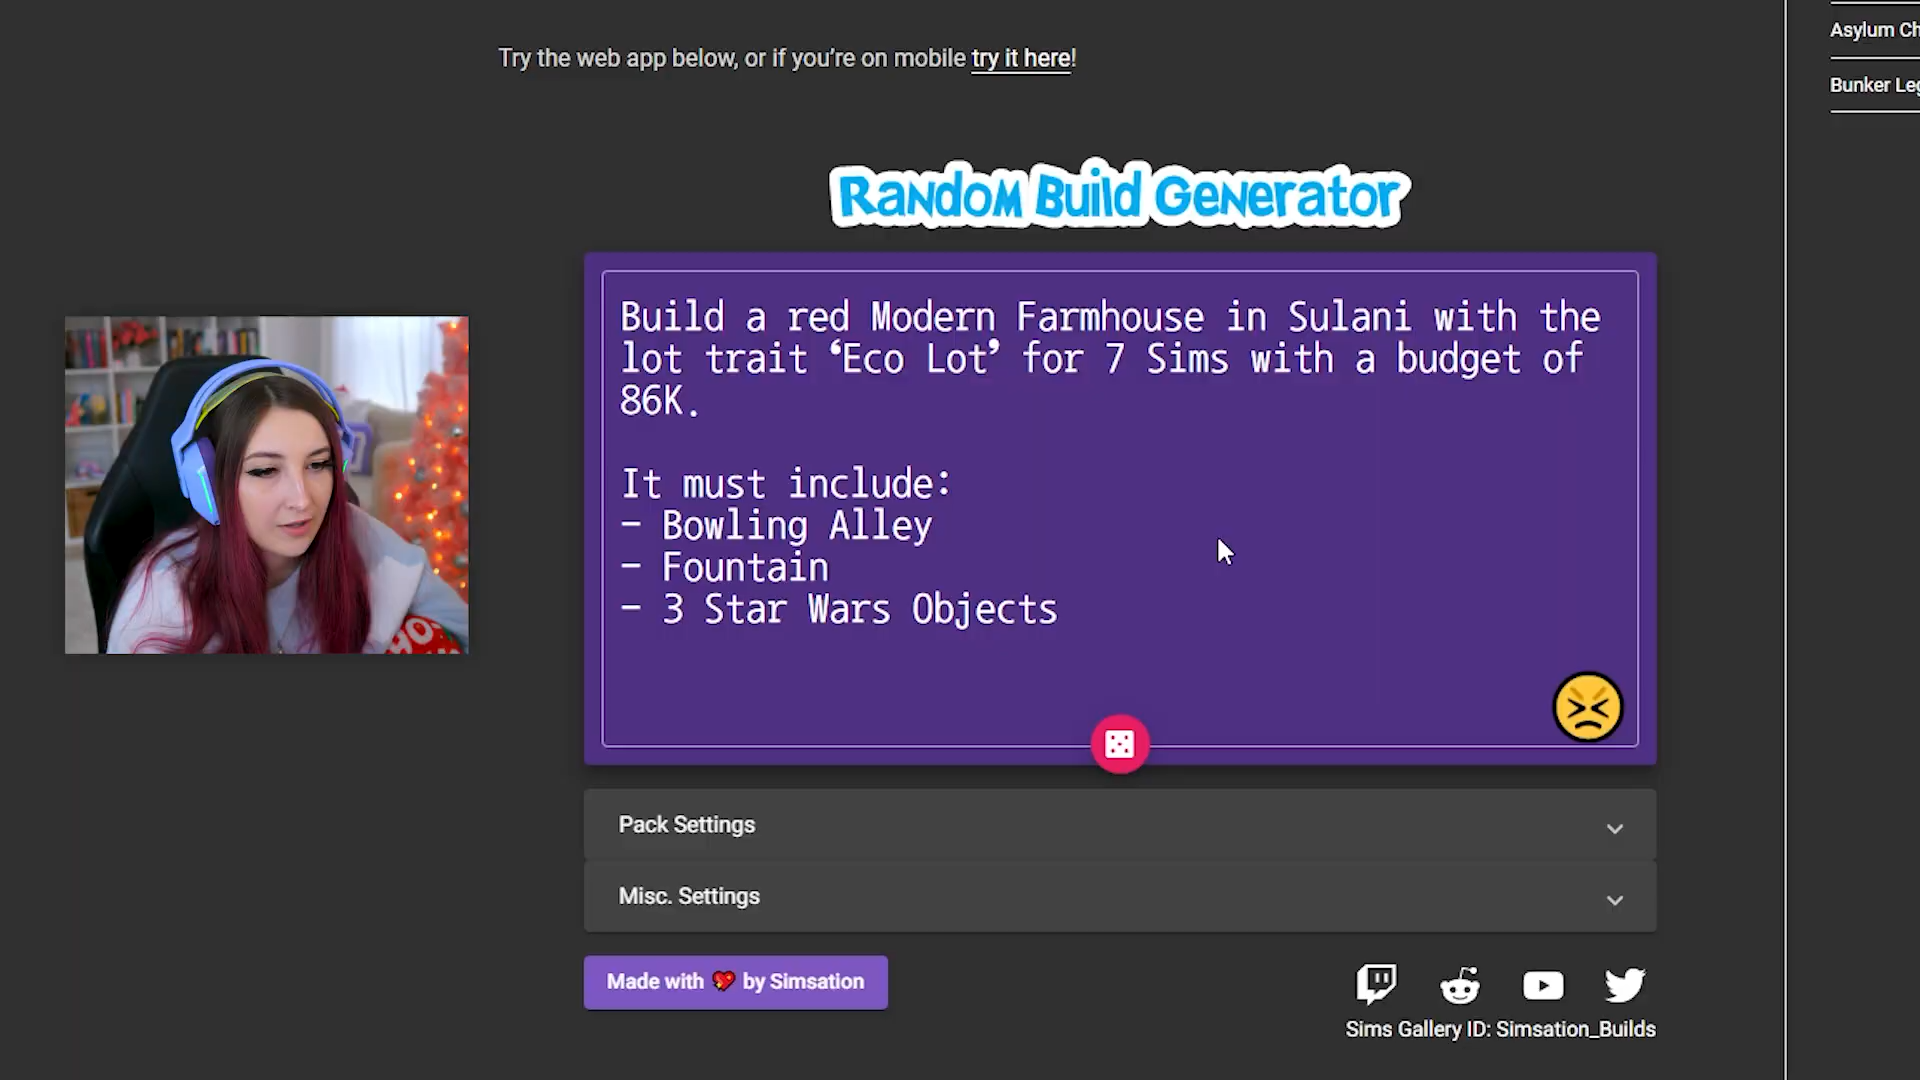 Try the web app below, or if you’re on mobile try it here!
Asylum Ch
Bunker Leg
Random Build Generator
Build a red Modern Farmhouse in Sulani with the
lot trait ‘Eco Lot’ for 7 Sims with a budget of
86K.
It must include:
– Bowling Alley
– Fountain
– 3 Star Wars Objects
Pack Settings
Misc. Settings
Made with 💖 by Simsation
Sims Gallery ID: Simsation_Builds